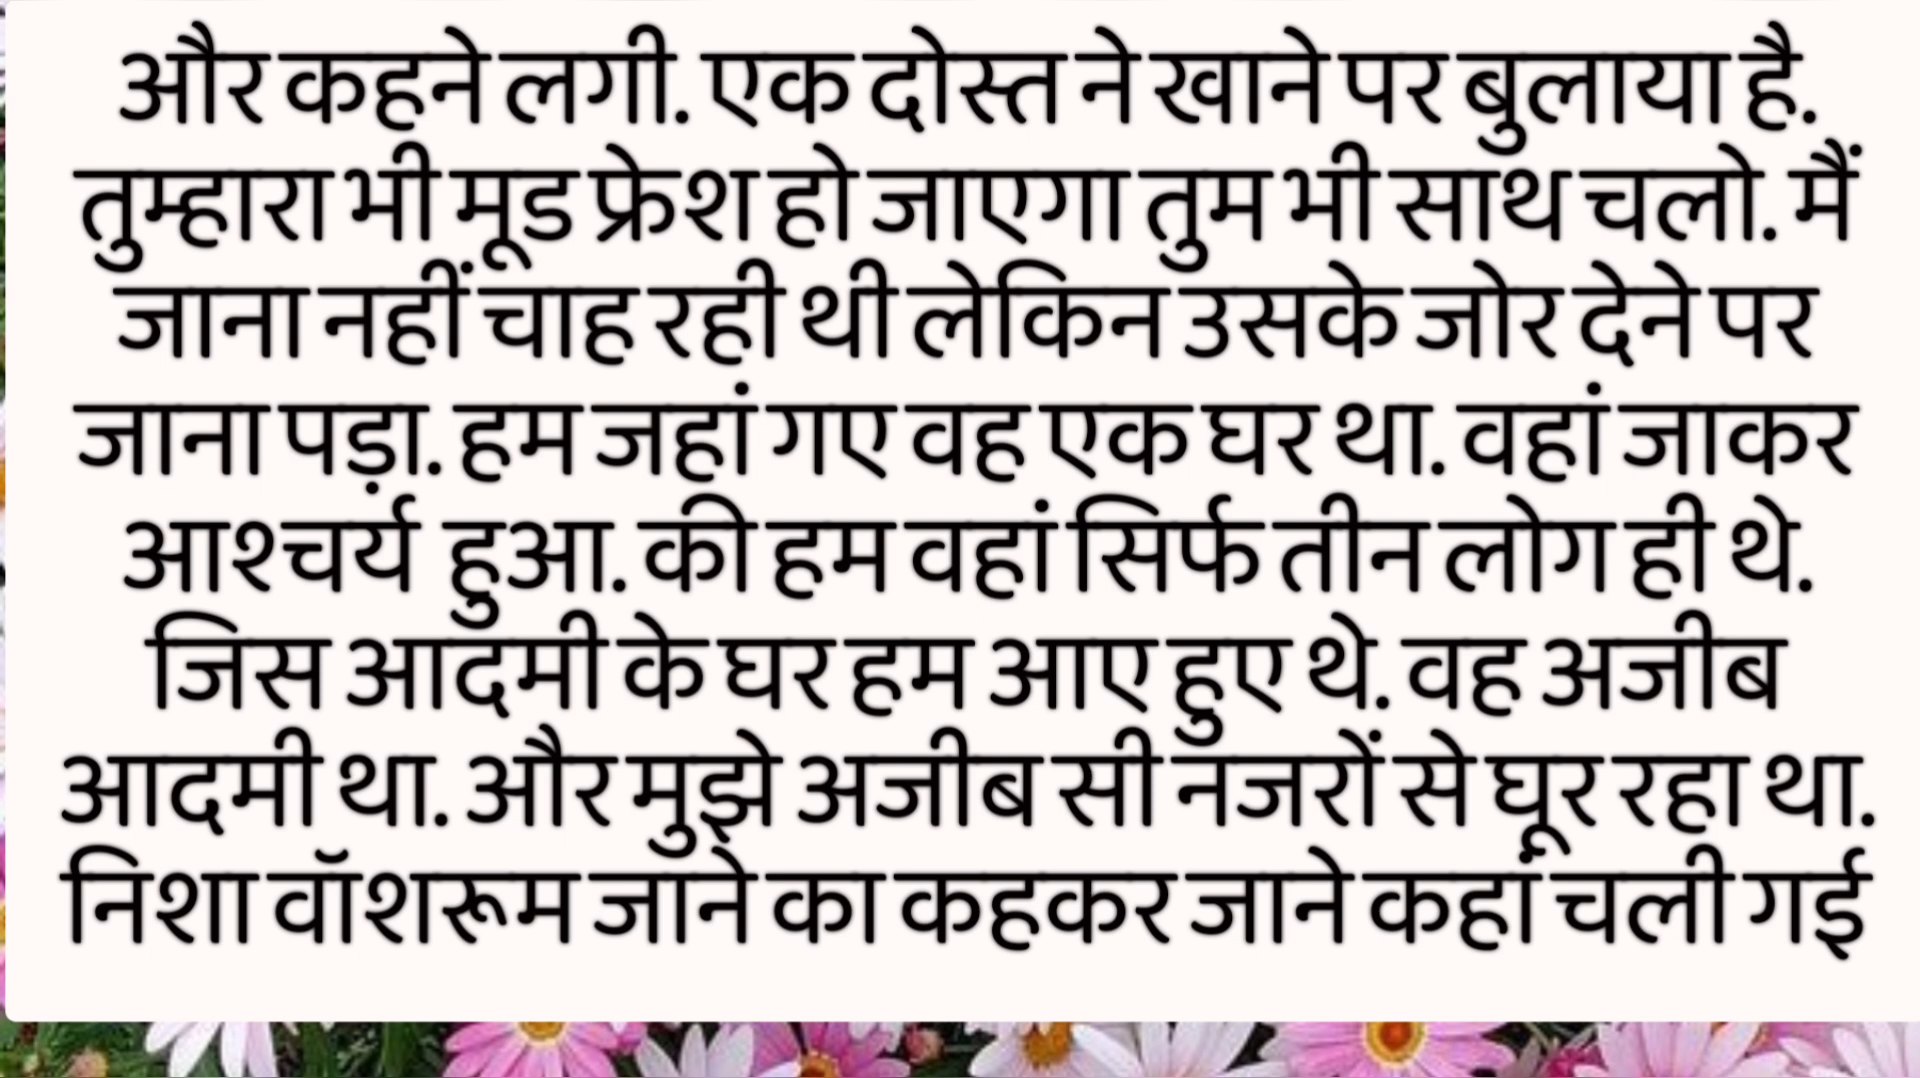 और कहने लगी. एक दोस्त ने खाने पर बुलाया है.
तुम्हारा भी मूड फ्रेश हो जाएगा तुम भी साथ चलो. मैं
जाना नहीं चाह रही थी लेकिन उसके जोर देने पर
जाना पड़ा. हम जहां गए वह एक घर था. वहां जाकर
आश्चर्य हुआ. की हम वहां सिर्फ तीन लोग ही थे.
जिस आदमी के घर हम आए हुए थे. वह अजीब
आदमी था. और मुझे अजीब सी नजरों से घूर रहा था.
निशा वॉशरूम जाने का कहकर जाने कहां चली गई